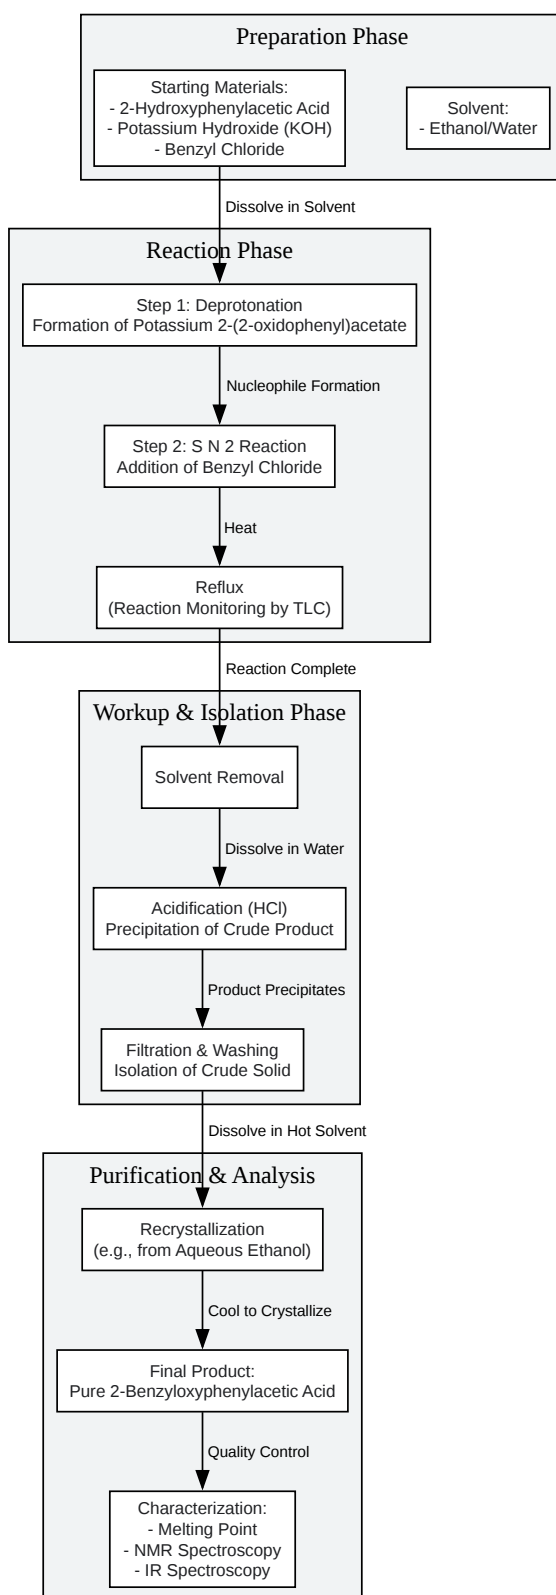 Preparation Phase
Starting Materials:
- 2-Hydroxyphenylacetic Acid
- Potassium Hydroxide (KOH)
- Benzyl Chloride
Solvent:
- Ethanol/Water
Dissolve in Solvent
Reaction Phase
Step 1: Deprotonation
Formation of Potassium 2-(2-oxidophenyl)acetate
Nucleophile Formation
Step 2: S N 2 Reaction
Addition of Benzyl Chloride
Heat
Reflux
(Reaction Monitoring by TLC)
Reaction Complete
Workup & Isolation Phase
Solvent Removal
Dissolve in Water
Acidification (HCl)
Precipitation of Crude Product
Product Precipitates
Filtration & Washing
Isolation of Crude Solid
Dissolve in Hot Solvent
Purification & Analysis
Recrystallization
(e.g., from Aqueous Ethanol)
Cool to Crystallize
Final Product:
Pure 2-Benzyloxyphenylacetic Acid
Quality Control
Characterization:
- Melting Point
- NMR Spectroscopy
- IR Spectroscopy